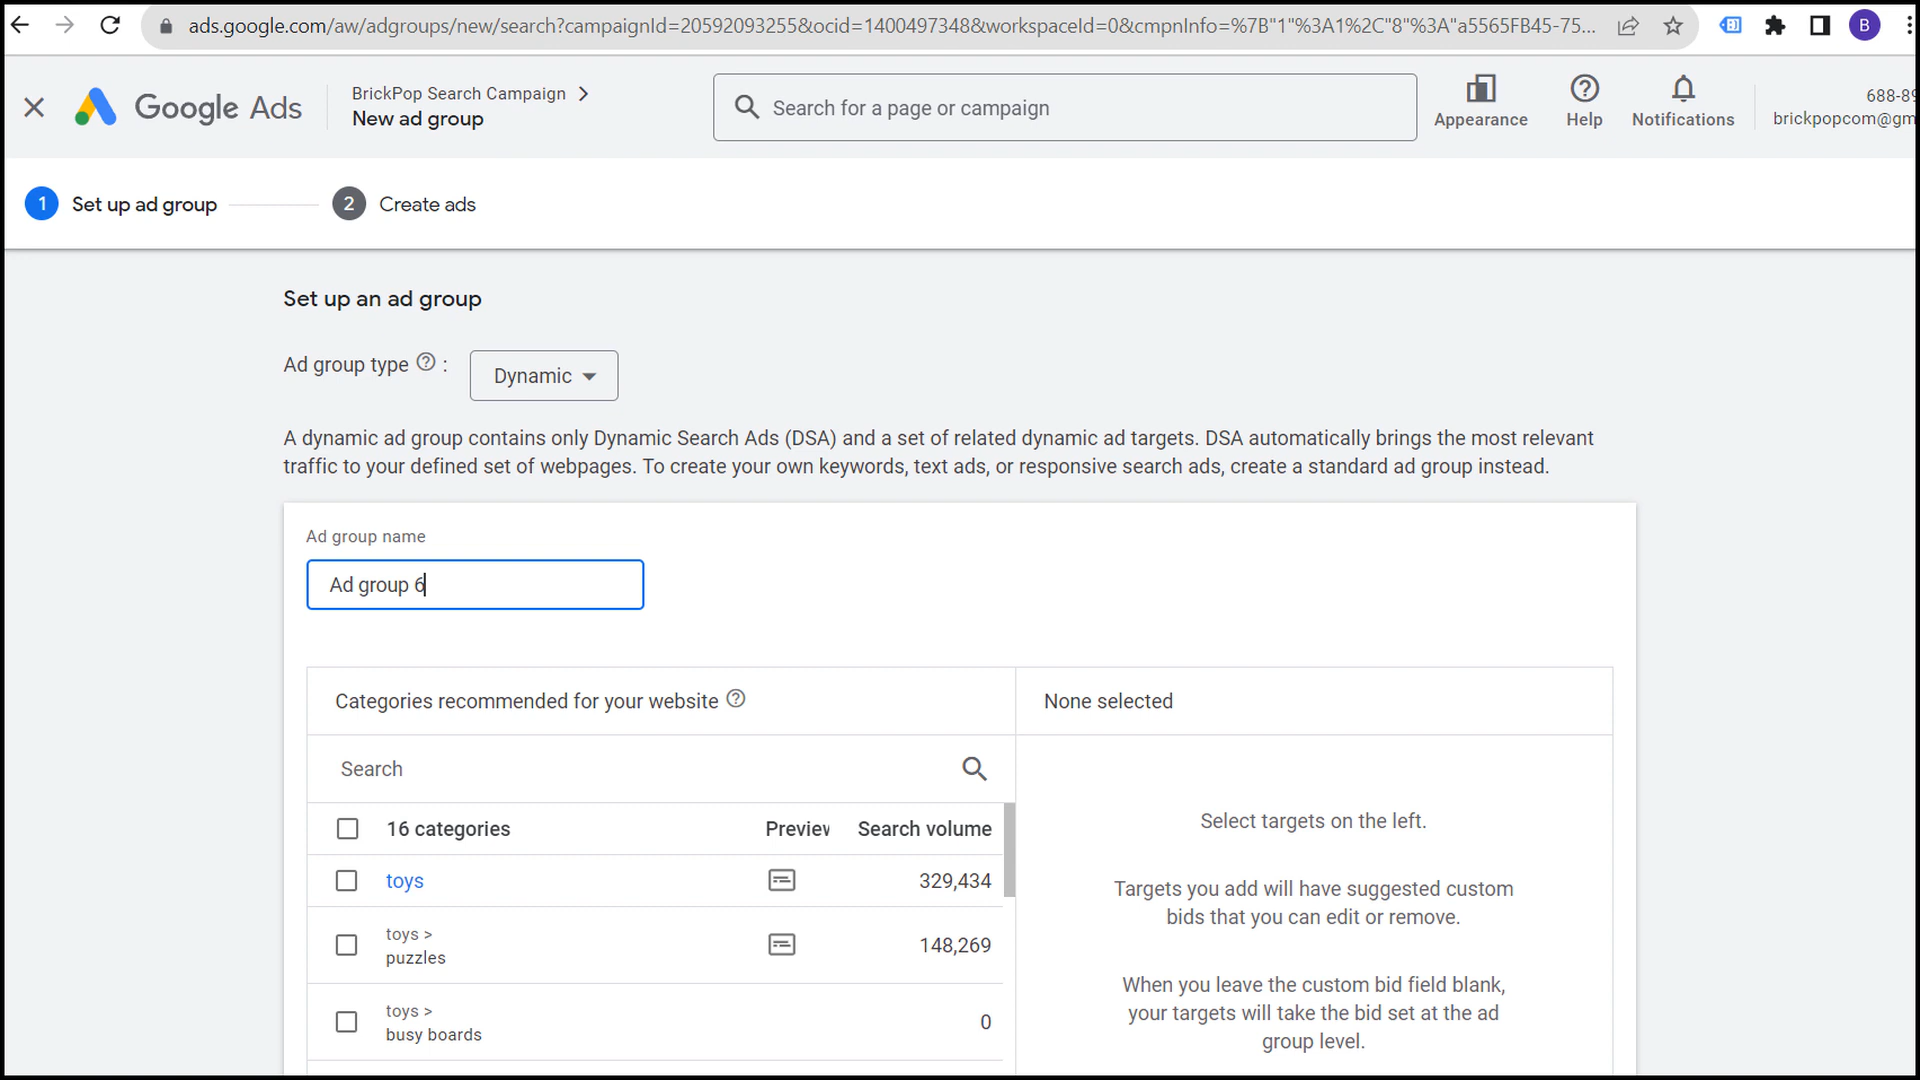 ads.google.com/aw/adgroups/new/search?campaignId=20592093255&ocid=1400497348&workspaceId=0&cmpnInfo=%7B"1"%3A1%2C"8"%3A"a5565FB45-75...
B
Google Ads
BrickPop Search Campaign
New ad group
Search for a page or campaign
Appearance
Help
Notifications
688-89
brickpopcom@gm
1 Set up ad group
2 Create ads
Set up an ad group
Ad group type :
Dynamic
A dynamic ad group contains only Dynamic Search Ads (DSA) and a set of related dynamic ad targets. DSA automatically brings the most relevant
traffic to your defined set of webpages. To create your own keywords, text ads, or responsive search ads, create a standard ad group instead.
Ad group name
Ad group 6
Categories recommended for your website
None selected
Search
16 categories Preview Search volume
toys 329,434
toys >
puzzles
148,269
toys >
busy boards
0
Select targets on the left.
Targets you add will have suggested custom
bids that you can edit or remove.
When you leave the custom bid field blank,
your targets will take the bid set at the ad
group level.